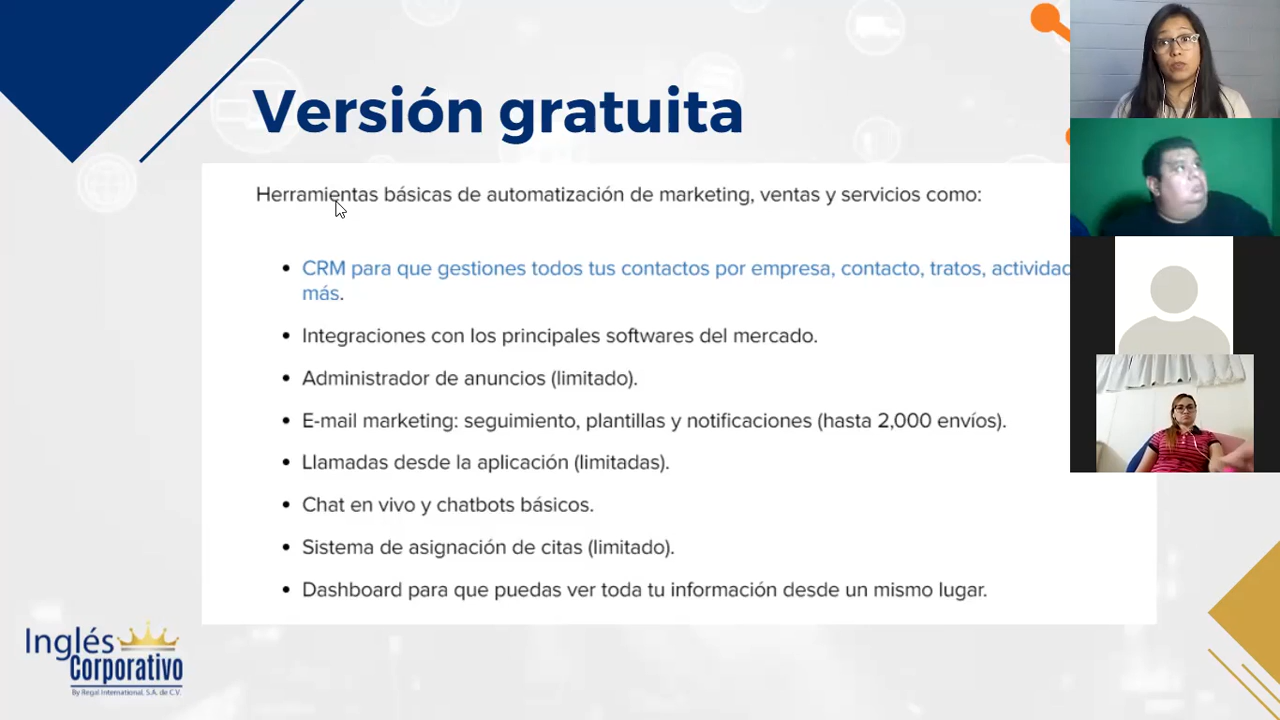 Versión gratuita
Herramientas básicas de automatización de marketing, ventas y servicios como:
• CRM para que gestiones todos tus contactos por empresa, contacto, tratos, actividad
más.
• Integraciones con los principales softwares del mercado.
• Administrador de anuncios (limitado).
• E-mail marketing: seguimiento, plantillas y notificaciones (hasta 2,000 envíos).
• Llamadas desde la aplicación (limitadas).
• Chat en vivo y chatbots básicos.
• Sistema de asignación de citas (limitado).
• Dashboard para que puedas ver toda tu información desde un mismo lugar.
Inglés
Corporativo
By Regal International, S.A. de C.V.